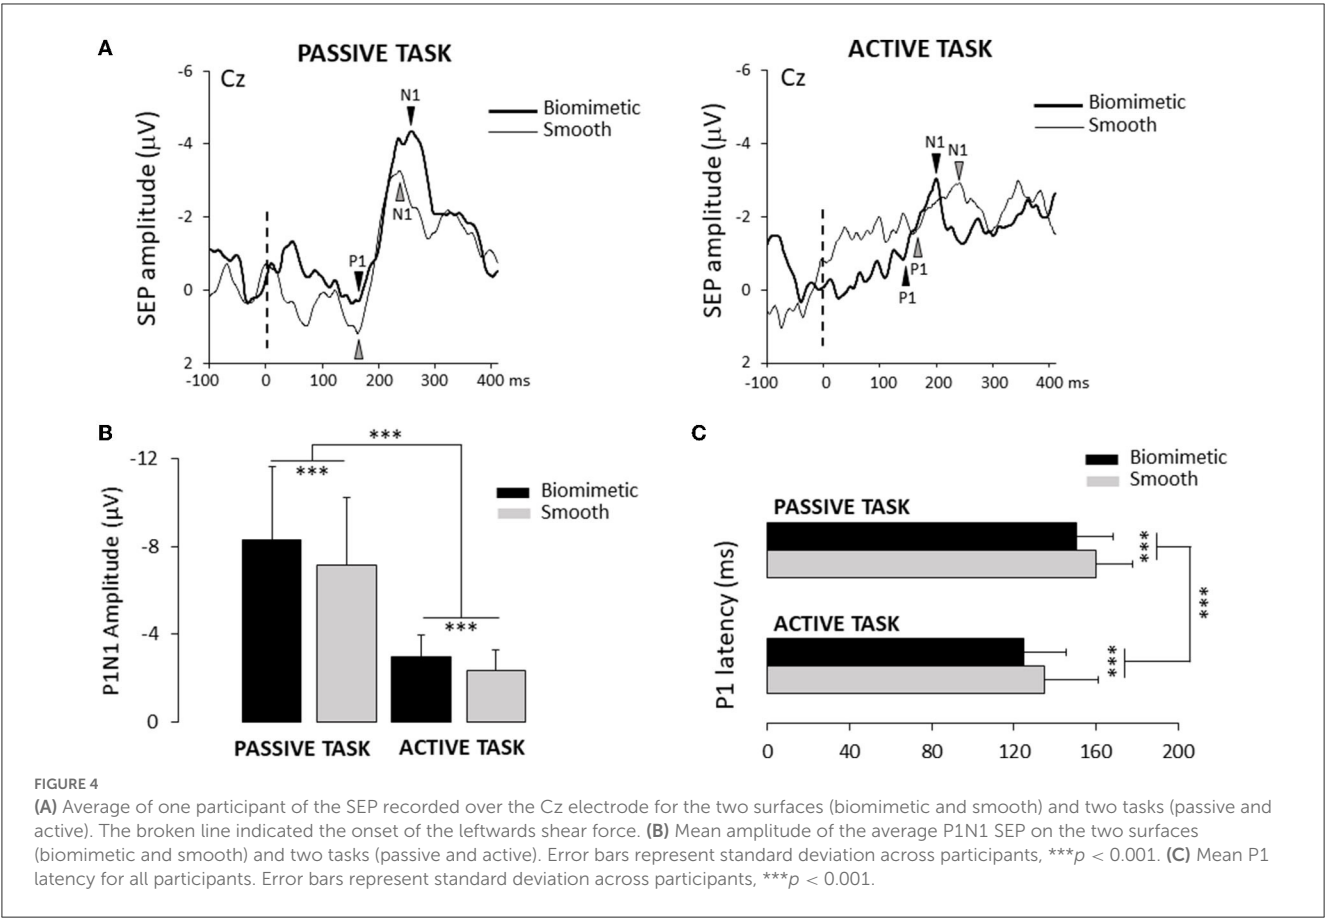 A
PASSIVE TASK
Cz
SEP amplitude (μV)
-6
-4
-2
0
2
-100 0 100 200 300 400 ms
N1
N1
P1
Biomimetic
Smooth
ACTIVE TASK
Cz
SEP amplitude (μV)
-6
-4
-2
0
2
-100 0 100 200 300 400 ms
N1 N1
P1
P1
Biomimetic
Smooth
B
P1N1 Amplitude (μV)
-12
-8
-4
0
***
***
***
Biomimetic
Smooth
PASSIVE TASK ACTIVE TASK
C
Biomimetic
Smooth
P1 latency (ms)
PASSIVE TASK
***
***
ACTIVE TASK
***
0 40 80 120 160 200
FIGURE 4
(A) Average of one participant of the SEP recorded over the Cz electrode for the two surfaces (biomimetic and smooth) and two tasks (passive and
active). The broken line indicated the onset of the leftwards shear force. (B) Mean amplitude of the average P1N1 SEP on the two surfaces
(biomimetic and smooth) and two tasks (passive and active). Error bars represent standard deviation across participants, ***p < 0.001. (C) Mean P1
latency for all participants. Error bars represent standard deviation across participants, ***p < 0.001.